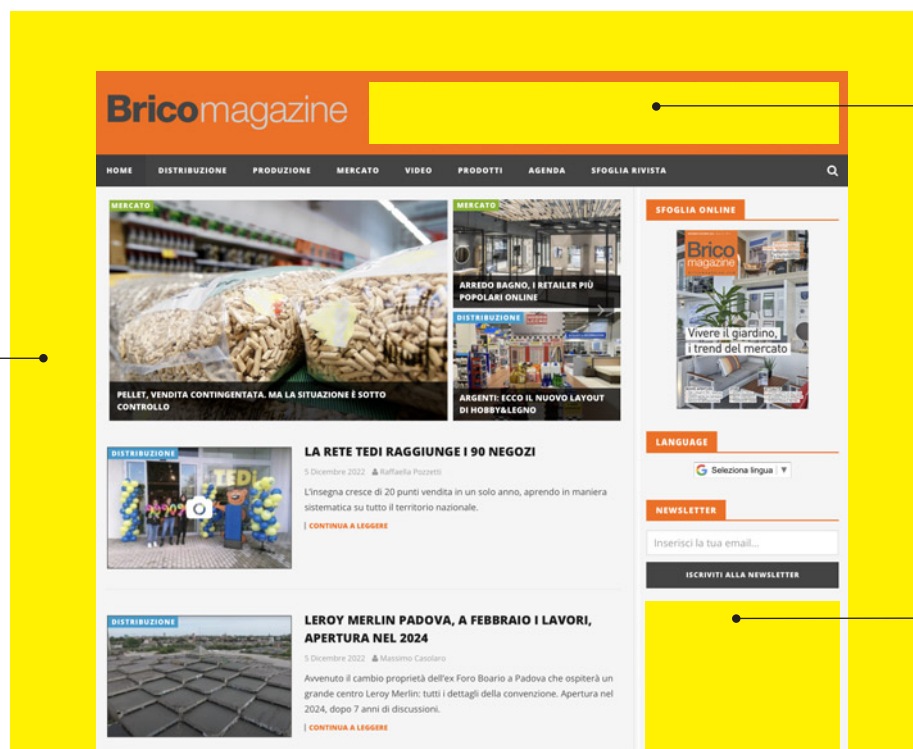 Bricomagazine
HOME DISTRIBUZIONE PRODUZIONE MERCATO VIDEO PRODOTTI AGENDA SFOGLIA RIVISTA
MERCATO
PELLET, VENDITA CONTINGENTATA. MA LA SITUAZIONE È SOTTO
CONTROLLO
MERCATO
ARREDO BAGNO, I RETAILER PIÙ
POPOLARI ONLINE
DISTRIBUZIONE
ARGENTI: ECCO IL NUOVO LAYOUT
DI HOBBY&LEGNO
DISTRIBUZIONE
TEDi
LA RETE TEDI RAGGIUNGE I 90 NEGOZI
5 Dicembre 2022 Raffaella Pozzetti
L'insegna cresce di 20 punti vendita in un solo anno, aprendo in maniera
sistematica su tutto il territorio nazionale.
| CONTINUA A LEGGERE
DISTRIBUZIONE
LEROY MERLIN PADOVA, A FEBBRAIO I LAVORI,
APERTURA NEL 2024
5 Dicembre 2022 Massimo Casolaro
Avvenuto il cambio proprietà dell'ex Foro Boario a Padova che ospiterà un
grande centro Leroy Merlin: tutti i dettagli della convenzione. Apertura nel
2024, dopo 7 anni di discussioni.
| CONTINUA A LEGGERE
SFOGLIA ONLINE
Brico
magazine
Vivere il giardino,
i trend del mercato
LANGUAGE
G Seleziona lingua | ▼
NEWSLETTER
Inserisci la tua email...
ISCRIVITI ALLA NEWSLETTER